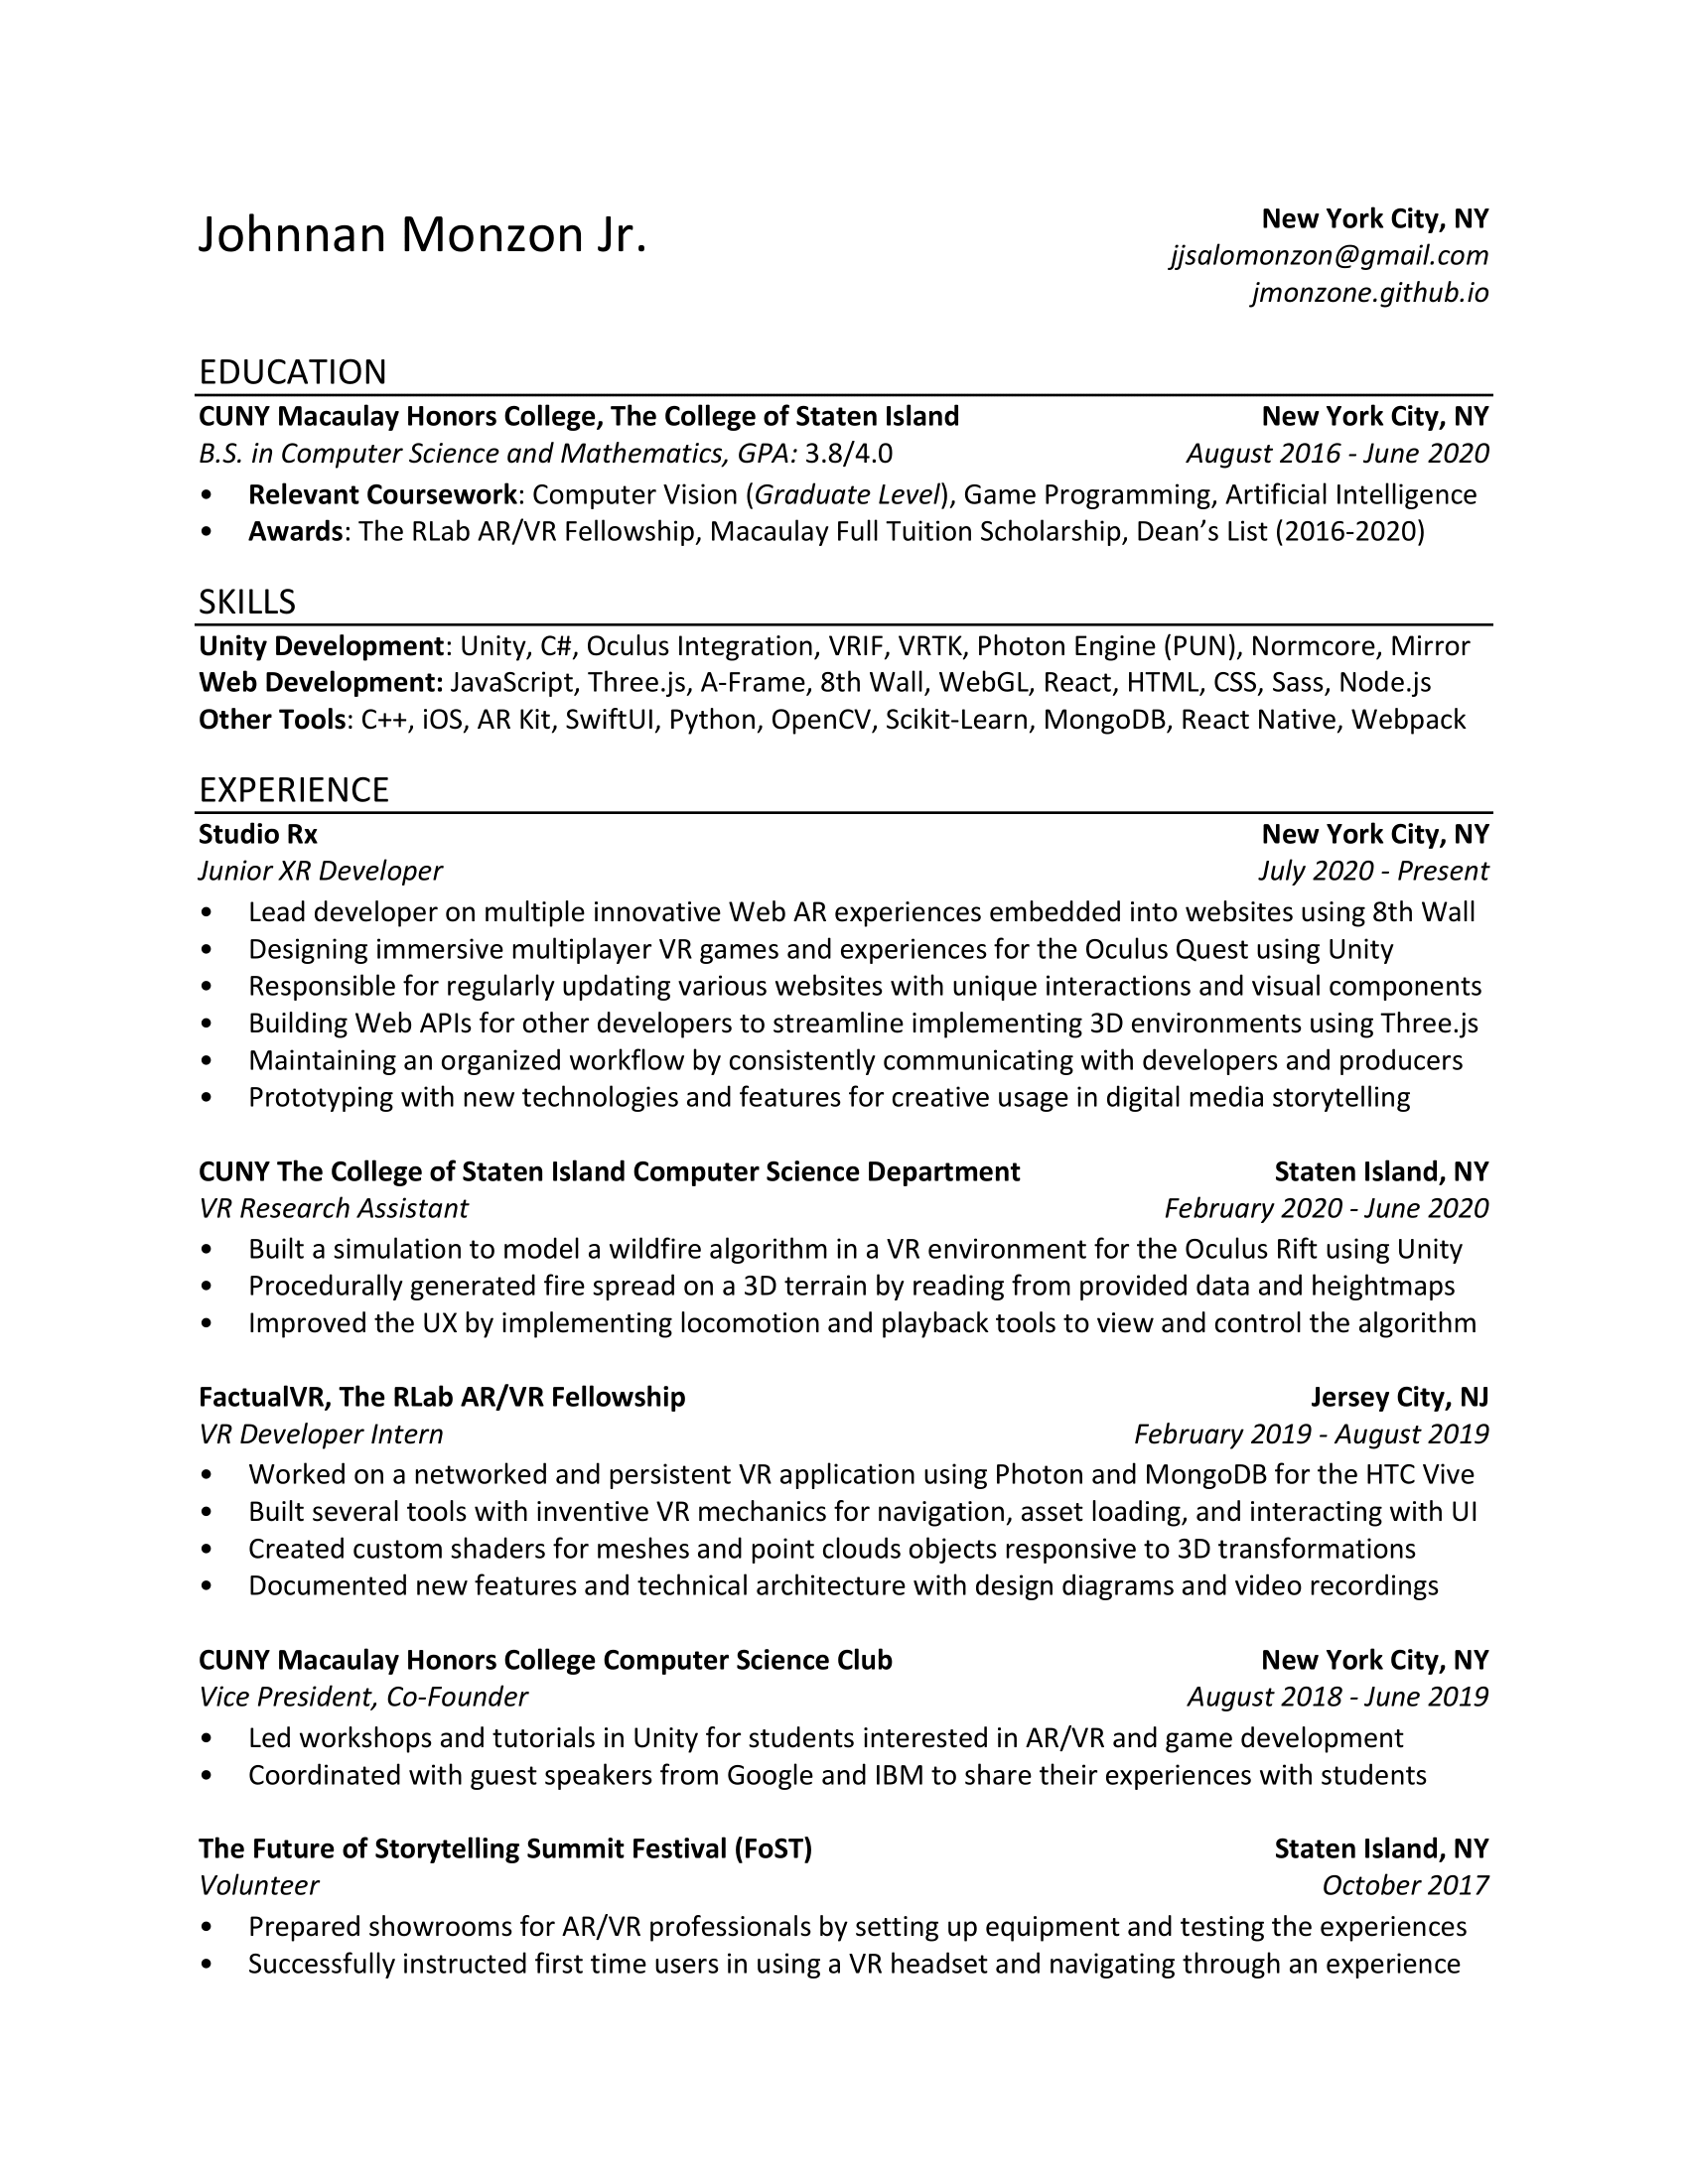 Johnnan Monzon Jr.
New York City, NY
jjsalomonzon@gmail.com
jmonzone.github.io
EDUCATION
CUNY Macaulay Honors College, The College of Staten Island New York City, NY
B.S. in Computer Science and Mathematics, GPA: 3.8/4.0 August 2016 - June 2020
• Relevant Coursework: Computer Vision (Graduate Level), Game Programming, Artificial Intelligence
• Awards: The RLab AR/VR Fellowship, Macaulay Full Tuition Scholarship, Dean’s List (2016-2020)
SKILLS
Unity Development: Unity, C#, Oculus Integration, VRIF, VRTK, Photon Engine (PUN), Normcore, Mirror
Web Development: JavaScript, Three.js, A-Frame, 8th Wall, WebGL, React, HTML, CSS, Sass, Node.js
Other Tools: C++, iOS, AR Kit, SwiftUI, Python, OpenCV, Scikit-Learn, MongoDB, React Native, Webpack
EXPERIENCE
Studio Rx New York City, NY
Junior XR Developer July 2020 - Present
• Lead developer on multiple innovative Web AR experiences embedded into websites using 8th Wall
• Designing immersive multiplayer VR games and experiences for the Oculus Quest using Unity
• Responsible for regularly updating various websites with unique interactions and visual components
• Building Web APIs for other developers to streamline implementing 3D environments using Three.js
• Maintaining an organized workflow by consistently communicating with developers and producers
• Prototyping with new technologies and features for creative usage in digital media storytelling
CUNY The College of Staten Island Computer Science Department Staten Island, NY
VR Research Assistant February 2020 - June 2020
• Built a simulation to model a wildfire algorithm in a VR environment for the Oculus Rift using Unity
• Procedurally generated fire spread on a 3D terrain by reading from provided data and heightmaps
• Improved the UX by implementing locomotion and playback tools to view and control the algorithm
FactualVR, The RLab AR/VR Fellowship Jersey City, NJ
VR Developer Intern February 2019 - August 2019
• Worked on a networked and persistent VR application using Photon and MongoDB for the HTC Vive
• Built several tools with inventive VR mechanics for navigation, asset loading, and interacting with UI
• Created custom shaders for meshes and point clouds objects responsive to 3D transformations
• Documented new features and technical architecture with design diagrams and video recordings
CUNY Macaulay Honors College Computer Science Club New York City, NY
Vice President, Co-Founder August 2018 - June 2019
• Led workshops and tutorials in Unity for students interested in AR/VR and game development
• Coordinated with guest speakers from Google and IBM to share their experiences with students
The Future of Storytelling Summit Festival (FoST) Staten Island, NY
Volunteer October 2017
• Prepared showrooms for AR/VR professionals by setting up equipment and testing the experiences
• Successfully instructed first time users in using a VR headset and navigating through an experience